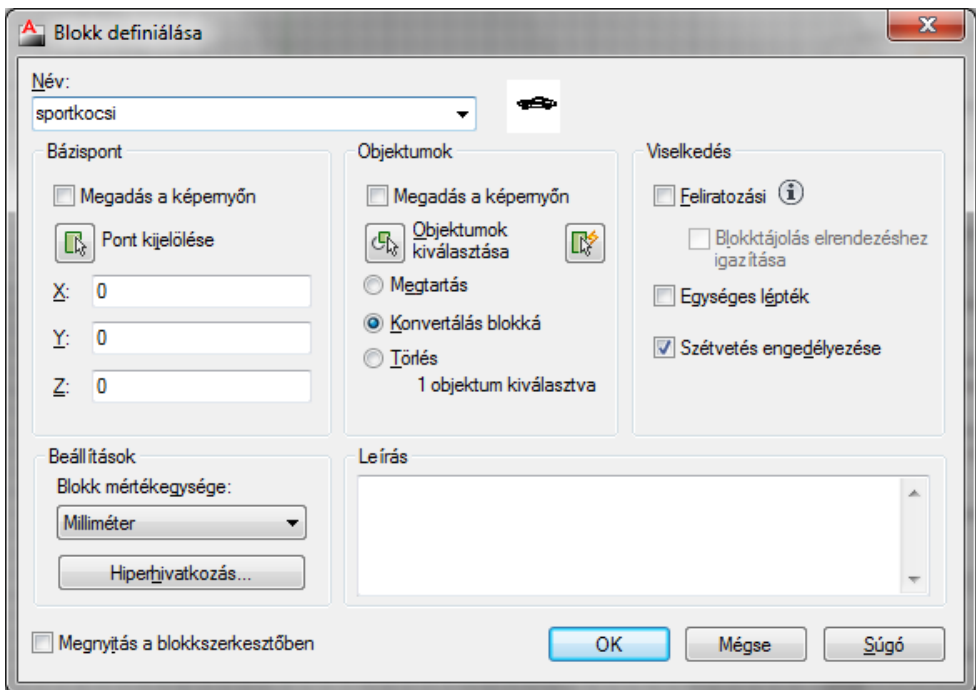 Blokk definiálása
Név:
sportkocsi
Bázispont
Megadás a képernyőn
Pont kijelölése
X: 0
Y: 0
Z: 0
Objektumok
Megadás a képernyőn
Objektumok
kiválasztása
Megtartás
Konvertálás blokká
Törlés
1 objektum kiválasztva
Viselkedés
Feliratozási
Blokktájolás elrendezéshez
igazítása
Egységes lépték
Szétvetés engedélyezése
Beállítások
Blokk mértékegysége:
Milliméter
Hiperhivatkozás...
Leírás
Megnyitás a blokkszerkesztőben
OK
Mégse
Súgó